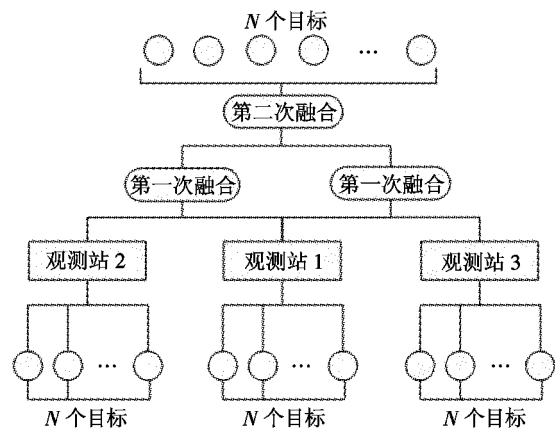 N 个目标
…
第二次融合
第一次融合 第一次融合
观测站 2 观测站 1 观测站 3
… … …
N 个目标 N 个目标 N 个目标